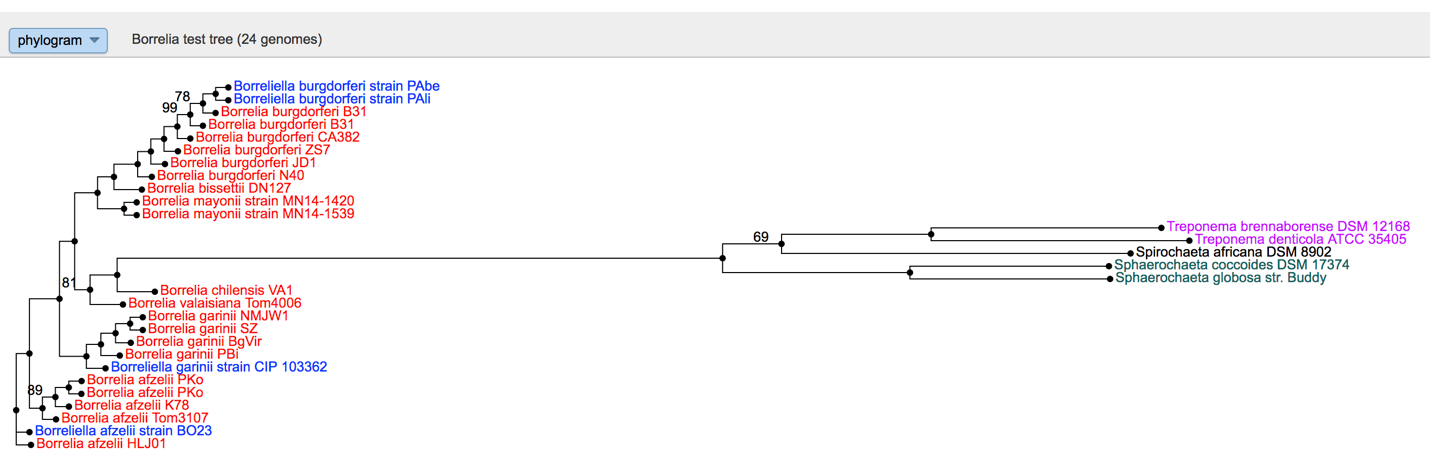 phylogram Borrelia test tree (24 genomes)
Borreliella burgdorferi strain PAbe
78 Borreliella burgdorferi strain PAli
99 Borrelia burgdorferi B31
Borrelia burgdorferi B31
Borrelia burgdorferi CA382
Borrelia burgdorferi ZS7
Borrelia burgdorferi JD1
Borrelia burgdorferi N40
Borrelia bissettii DN127
Borrelia mayonii strain MN14-1420
Borrelia mayonii strain MN14-1539
Treponema brennaborense DSM 12168
69 Treponema denticola ATCC 35405
Spirochaeta africana DSM 8902
Sphaerochaeta coccoides DSM 17374
Sphaerochaeta globosa str. Buddy
81
Borrelia chilensis VA1
Borrelia valaisiana Tom4006
Borrelia garinii NMJW1
Borrelia garinii SZ
Borrelia garinii BgVir
Borrelia garinii PBi
Borreliella garinii strain CIP 103362
Borrelia afzelii PKo
89 Borrelia afzelii PKo
Borrelia afzelii K78
Borrelia afzelii Tom3107
Borreliella afzelii strain BO23
Borrelia afzelii HLJ01